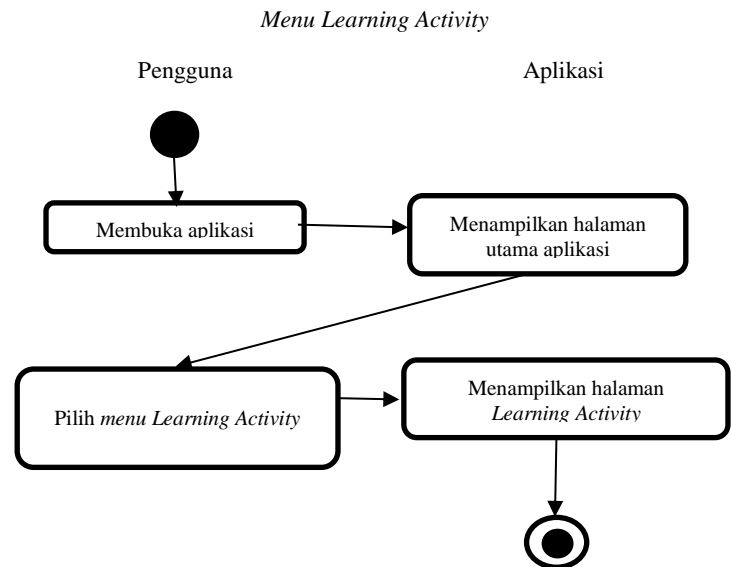 Menu Learning Activity
Pengguna
Aplikasi
Membuka aplikasi
Menampilkan halaman
utama aplikasi
Pilih menu Learning Activity
Menampilkan halaman
Learning Activity